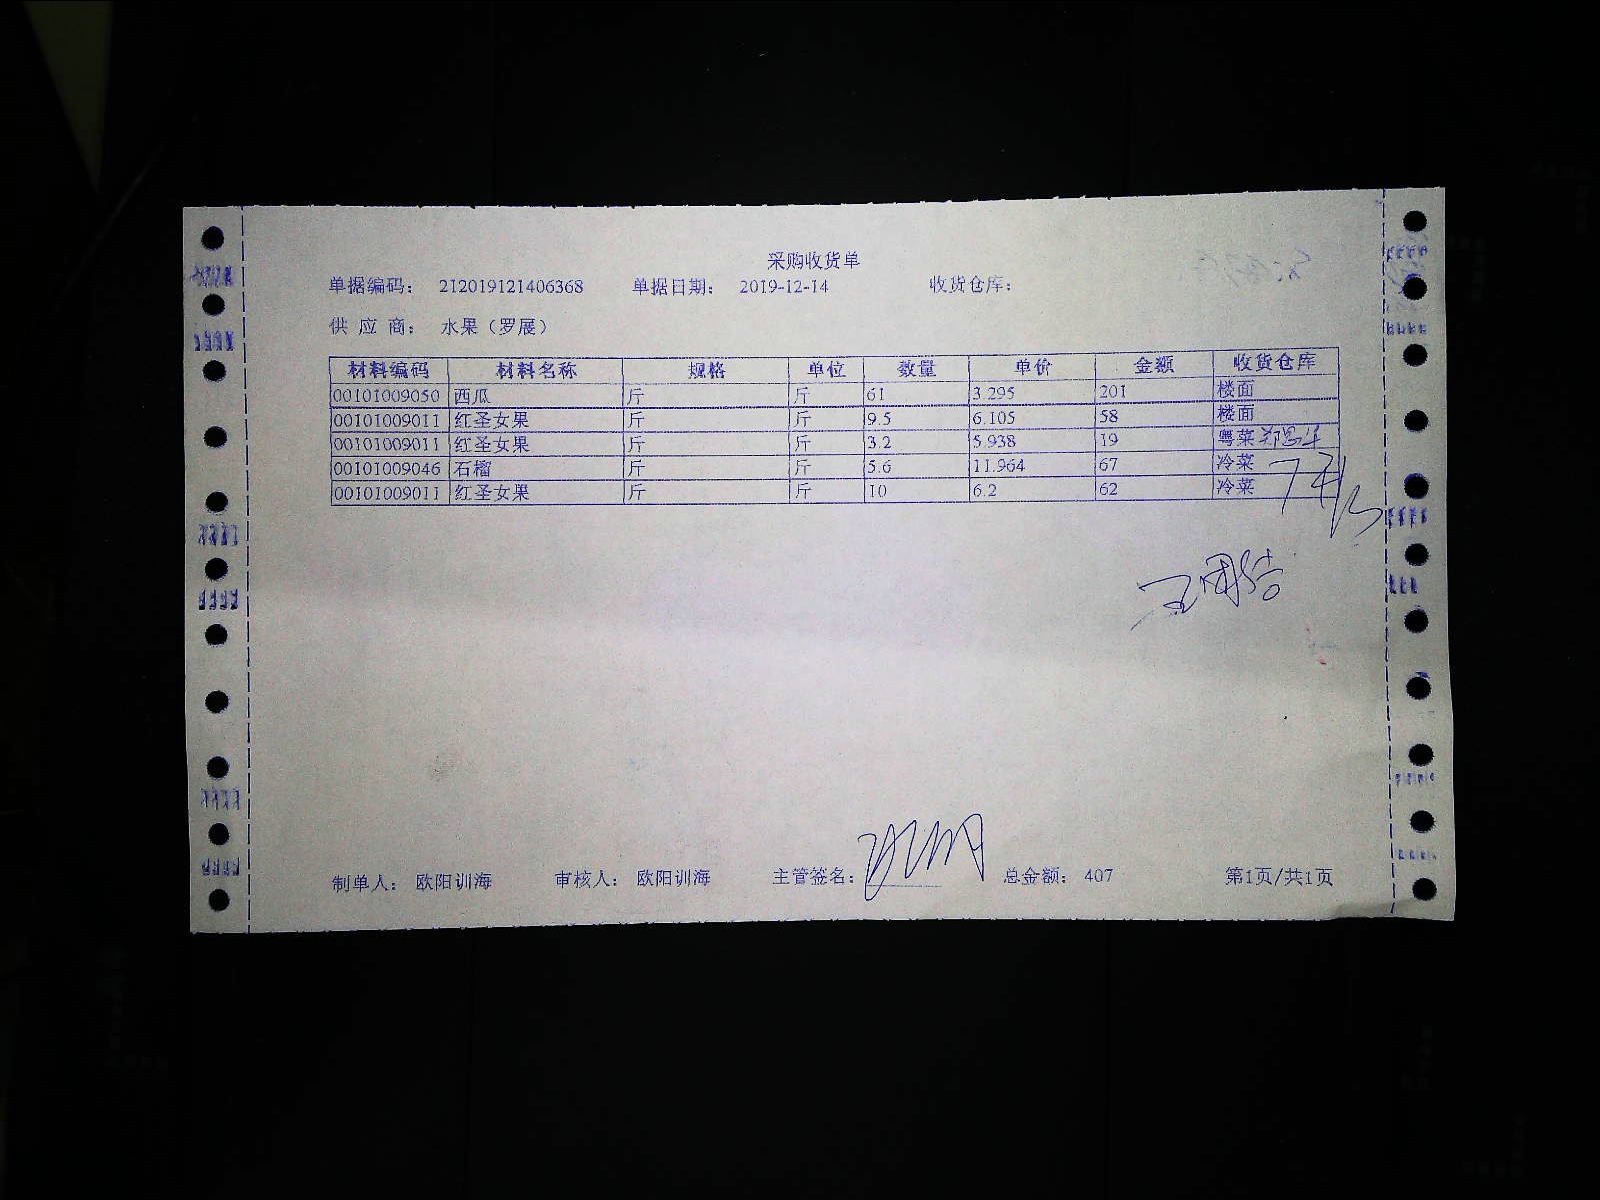 采购收货单
单据编码： 212019121406368 单据日期： 2019-12-14 收货仓库：
供 应 商： 水果（罗展）
材料编码 材料名称 规格 单位 数量 单价 金额 收货仓库
00101009050 西瓜 斤 斤 61 3.295 201 楼面
00101009011 红圣女果 斤 斤 9.5 6.105 58 楼面
00101009011 红圣女果 斤 斤 3.2 5.938 19 粤菜
00101009046 石榴 斤 斤 5.6 11.964 67 冷菜
00101009011 红圣女果 斤 斤 10 6.2 62 冷菜
制单人： 欧阳训海 审核人： 欧阳训海 主管签名： 总金额： 407 第1页/共1页